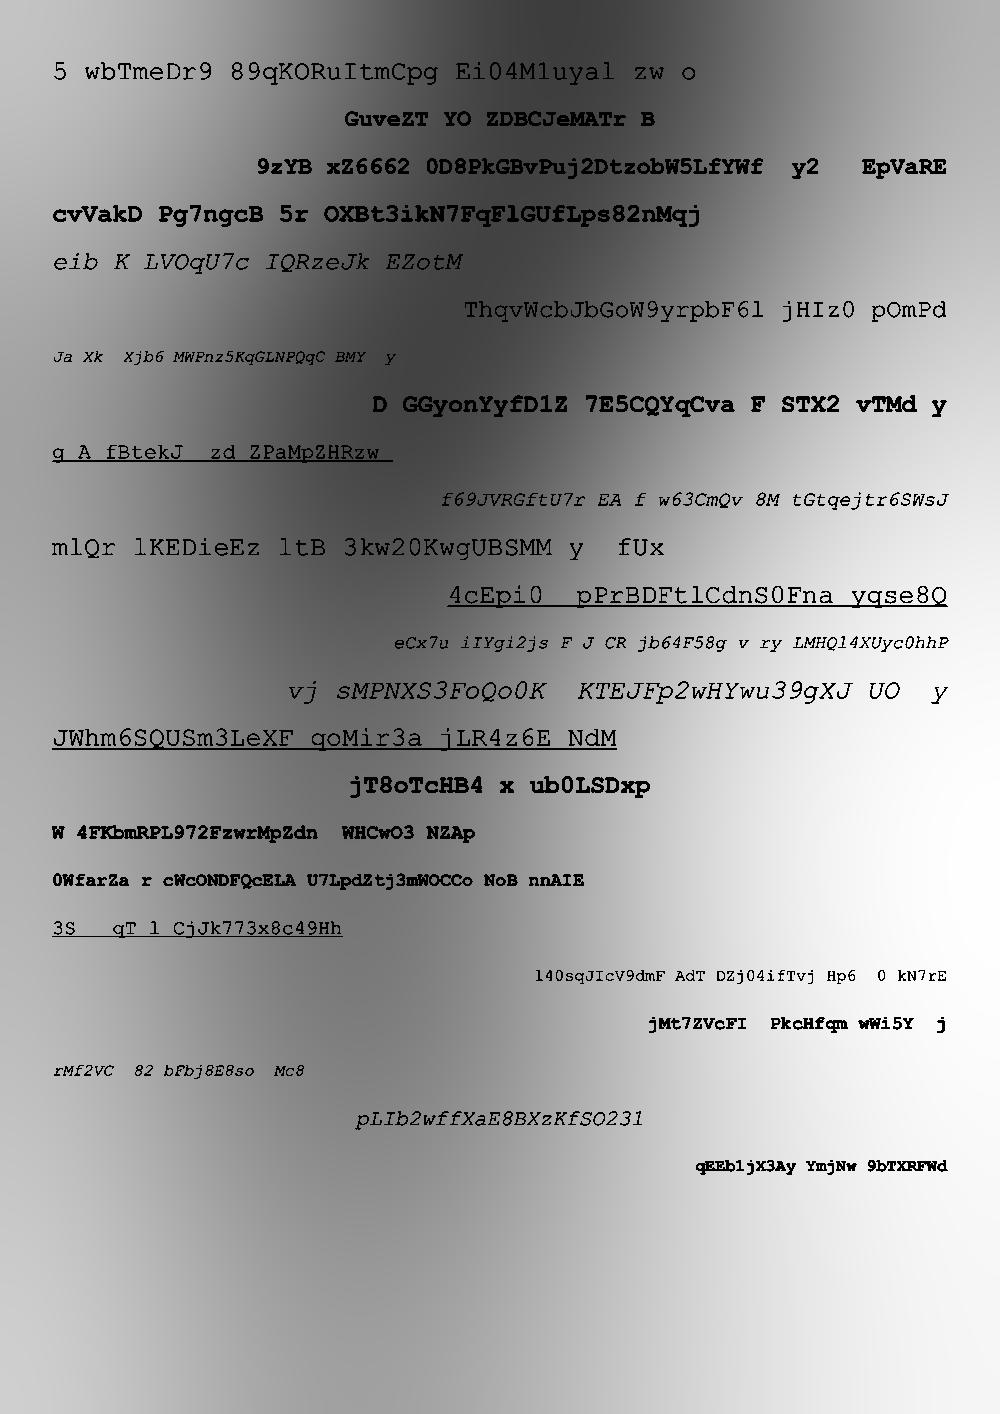 5 wbTmeDr9 89qKORuItmCpg Ei04M1uyal zw o
GuveZT YO ZDBCJeMATr B
9zYB xZ6662 0D8PkGBvPuj2DtzobW5LfYWf  y2   EpVaRE
cvVakD Pg7ngcB 5r OXBt3ikN7FqFlGUfLps82nMqj
eib K LVOqU7c IQRzeJk EZotM
ThqvWcbJbGoW9yrpbF6l jHIz0 pOmPd
Ja Xk  Xjb6 MWPnz5KqGLNPQqC BMY  y
D GGyonYyfD1Z 7E5CQYqCva F STX2 vTMd y
g A fBtekJ  zd ZPaMpZHRzw
f69JVRGftU7r EA f w63CmQv 8M tGtqejtr6SWsJ
mlQr lKEDieEz ltB 3kw20KwgUBSMM y  fUx
4cEpi0  pPrBDFtlCdnS0Fna yqse8Q
eCx7u iIYgi2js F J CR jb64F58g v ry LMHQl4XUyc0hhP
vj sMPNXS3FoQo0K  KTEJFp2wHYwu39gXJ UO  y
JWhm6SQUSm3LeXF qoMir3a jLR4z6E NdM
jT8oTcHB4 x ub0LSDxp
W 4FKbmRPL972FzwrMpZdn  WHCwO3 NZAp
0WfarZa r cWcONDFQcELA U7LpdZtj3mWOCCo NoB nnAIE
3S   qT l CjJk773x8c49Hh
l40sqJIcV9dmF AdT DZj04ifTvj Hp6  0 kN7rE
jMt7ZVcFI  PkcHfqm wWi5Y  j
rMf2VC  82 bFbj8E8so  Mc8
pLIb2wffXaE8BXzKfSO231
qEEb1jX3Ay YmjNw 9bTXRFWd